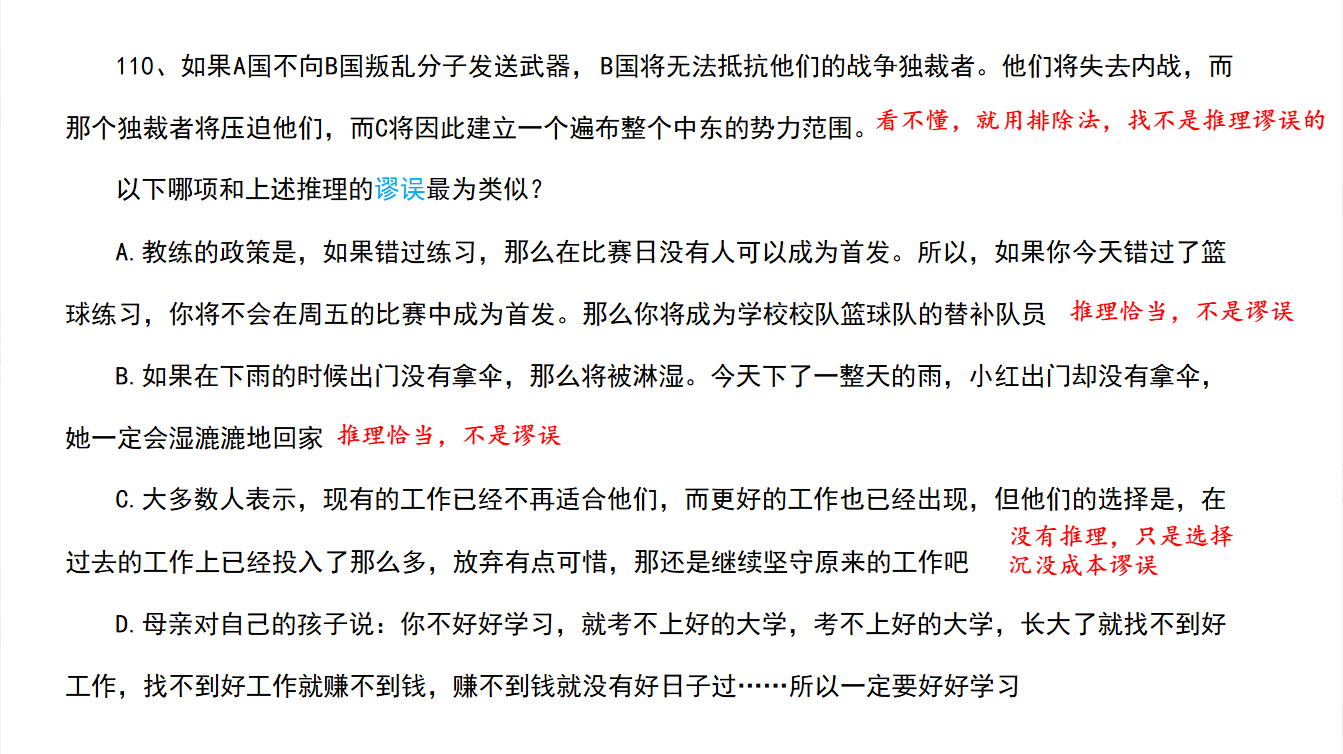 110、如果A国不向B国叛乱分子发送武器，B国将无法抵抗他们的战争独裁者。他们将失去内战，而
那个独裁者将压迫他们，而C将因此建立一个遍布整个中东的势力范围。看不懂，就用排除法，找不是推理谬误的
以下哪项和上述推理的谬误最为类似？
A.教练的政策是，如果错过练习，那么在比赛日没有人可以成为首发。所以，如果你今天错过了篮
球练习，你将不会在周五的比赛中成为首发。那么你将成为学校校队篮球队的替补队员 推理恰当，不是谬误
B.如果在下雨的时候出门没有拿伞，那么将被淋湿。今天下了一整天的雨，小红出门却没有拿伞，
她一定会湿漉漉地回家 推理恰当，不是谬误
C.大多数人表示，现有的工作已经不再适合他们，而更好的工作也已经出现，但他们的选择是，在
过去的工作上已经投入了那么多，放弃有点可惜，那还是继续坚守原来的工作吧
没有推理，只是选择
沉没成本谬误
D.母亲对自己的孩子说：你不好好学习，就考不上好的大学，考不上好的大学，长大了就找不到好
工作，找不到好工作就赚不到钱，赚不到钱就没有好日子过……所以一定要好好学习